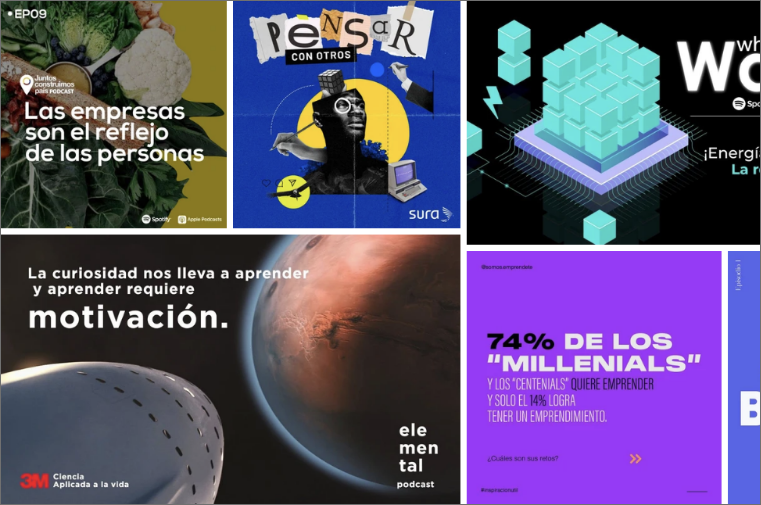 EP09
Juntos
construimos
país PODCAST
Las empresas
son el reflejo
de las personas
Spotify
Apple Podcasts
PENSAR
CON OTROS
sura
wh
Wo
Spo
¡Energía
La re
La curiosidad nos lleva a aprender
y aprender requiere
motivación.
ele
men
tal
podcast
3M Ciencia
Aplicada a la vida
74% DE LOS
"MILLENIALS"
Y LOS "CENTENIALS" QUIERE EMPRENDER
Y SOLO EL 14% LOGRA
TENER UN EMPRENDIMIENTO.
¿Cuáles son sus retos?
B